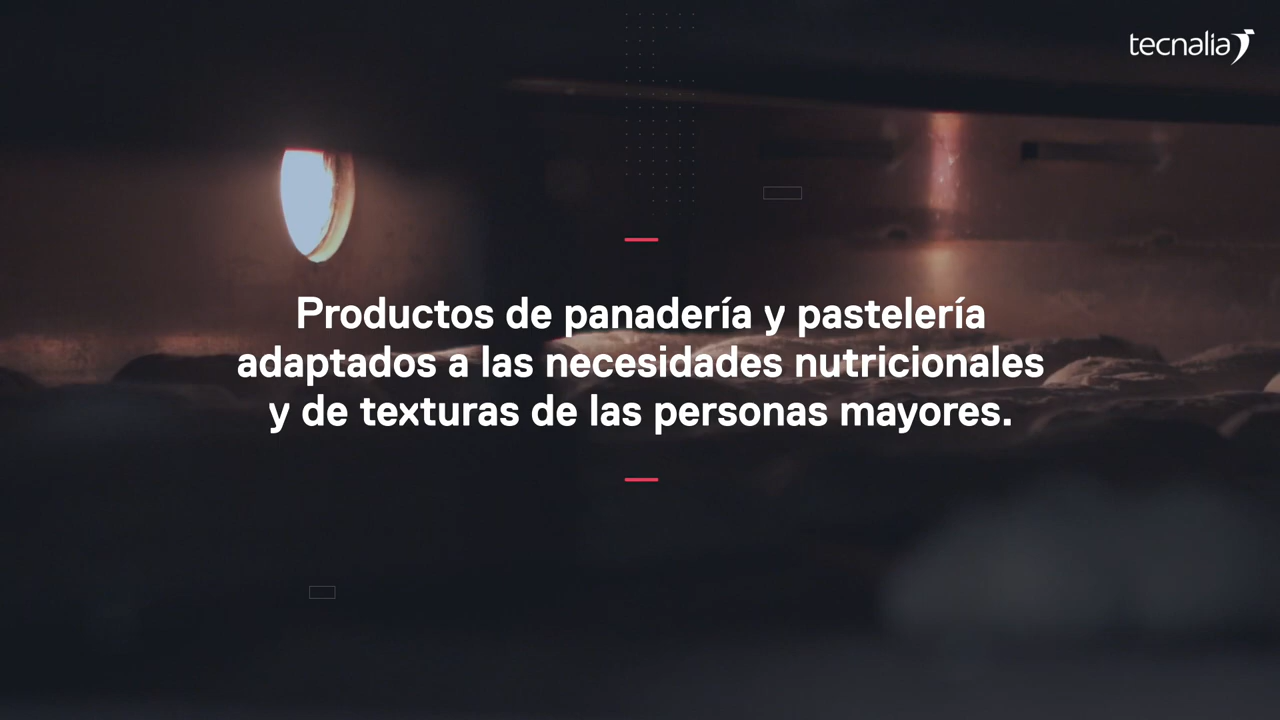 tecnalia
Productos de panadería y pastelería
adaptados a las necesidades nutricionales
y de texturas de las personas mayores.